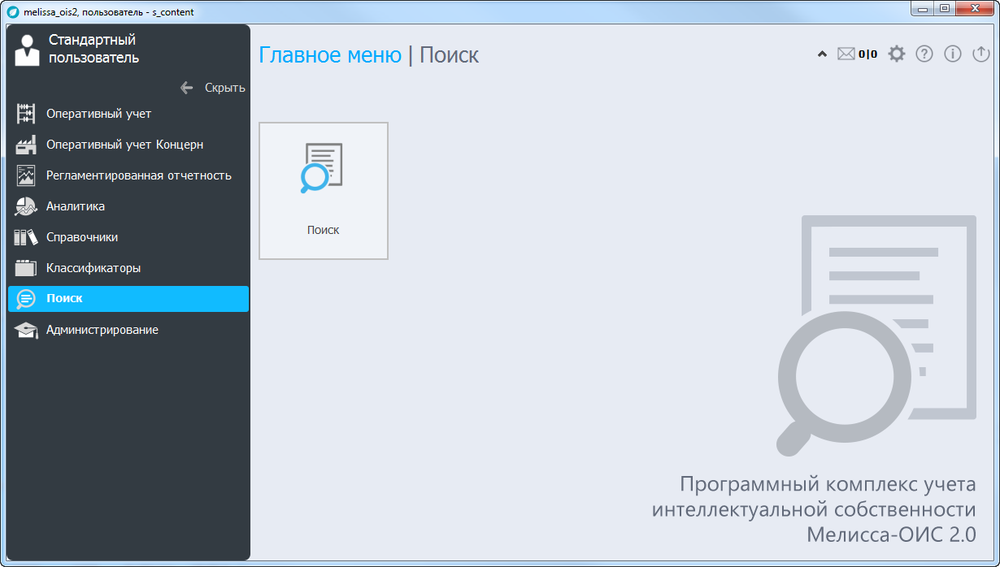 melissa_ois2, пользователь - s_content
Стандартный
пользователь
Скрыть
Оперативный учет
Оперативный учет Концерн
Регламентированная отчетность
Аналитика
Справочники
Классификаторы
Поиск
Администрирование
Главное меню | Поиск
0|0
Поиск
Программный комплекс учета
интеллектуальной собственности
Мелисса-ОИС 2.0